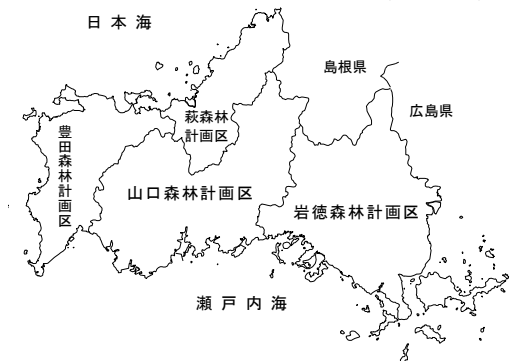 日本海
島根県
広島県
萩森林
計画区
豊田森林計画区
山口森林計画区
岩徳森林計画区
瀬戸内海